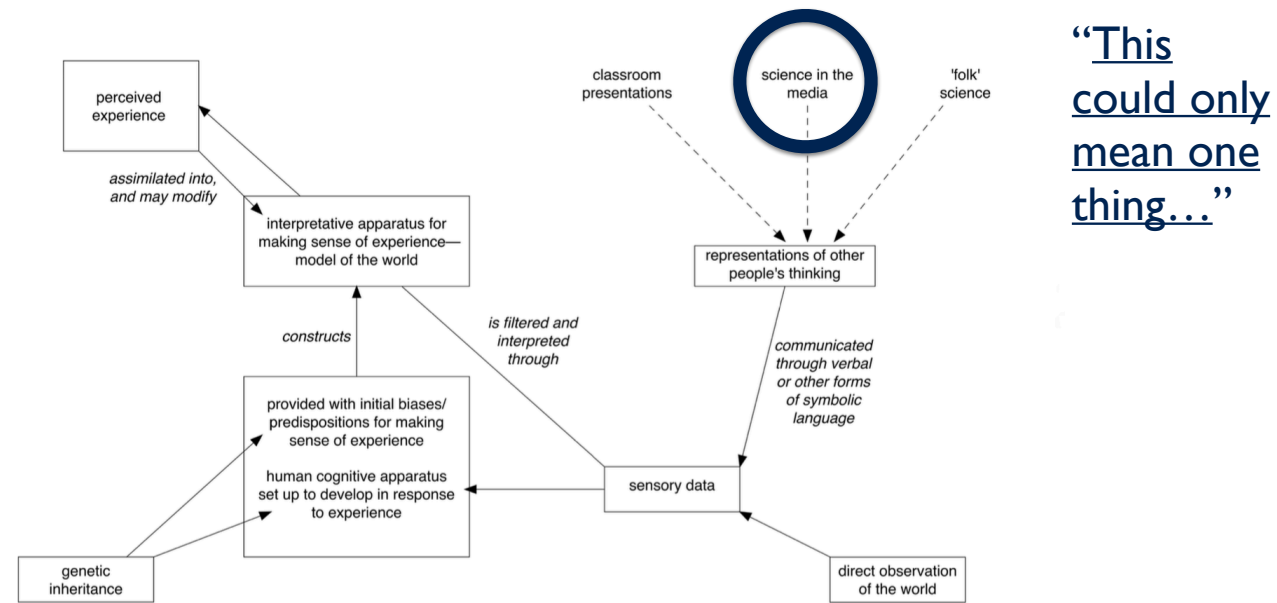 perceived
experience
assimilated into,
and may modify
interpretative apparatus for
making sense of experience—
model of the world
constructs
is filtered and
interpreted
through
provided with initial biases/
predispositions for making
sense of experience
human cognitive apparatus
set up to develop in response
to experience
genetic
inheritance
classroom
presentations
science in the
media
'folk'
science
representations of other
people's thinking
communicated
through verbal
or other forms
of symbolic
language
sensory data
direct observation
of the world
“This
could only
mean one
thing…”